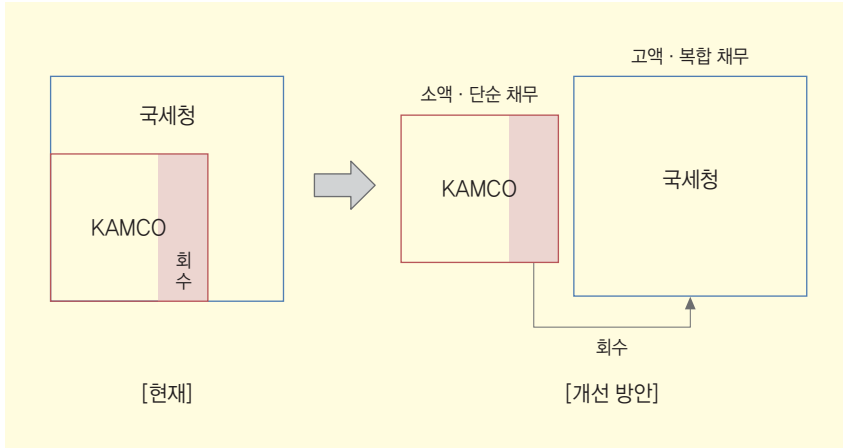 국세청
KAMCO
회
수
[현재]
소액 · 단순 채무
KAMCO
고액 · 복합 채무
국세청
회수
[개선 방안]